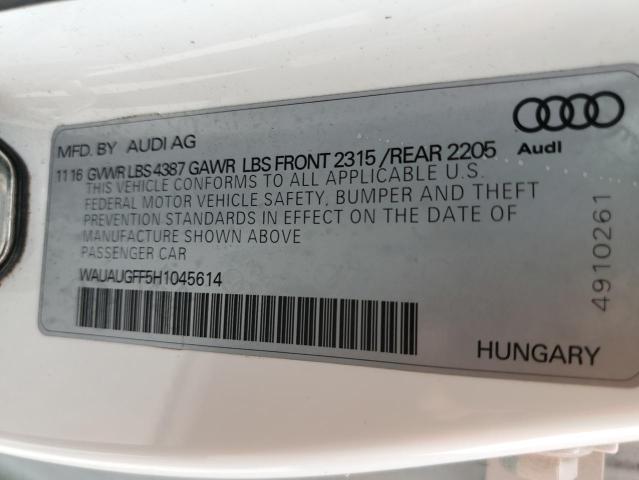 MFD. BY AUDI AG
11 16 GVWR LBS 4387 GAWR LBS FRONT 2315 /REAR 2205
THIS VEHICLE CONFORMS TO ALL APPLICABLE U.S.
FEDERAL MOTOR VEHICLE SAFETY, BUMPER AND THEFT
PREVENTION STANDARDS IN EFFECT ON THE DATE OF
MANUFACTURE SHOWN ABOVE
PASSENGER CAR
WAUAUGFF5H1045614
Audi
4910261
HUNGARY